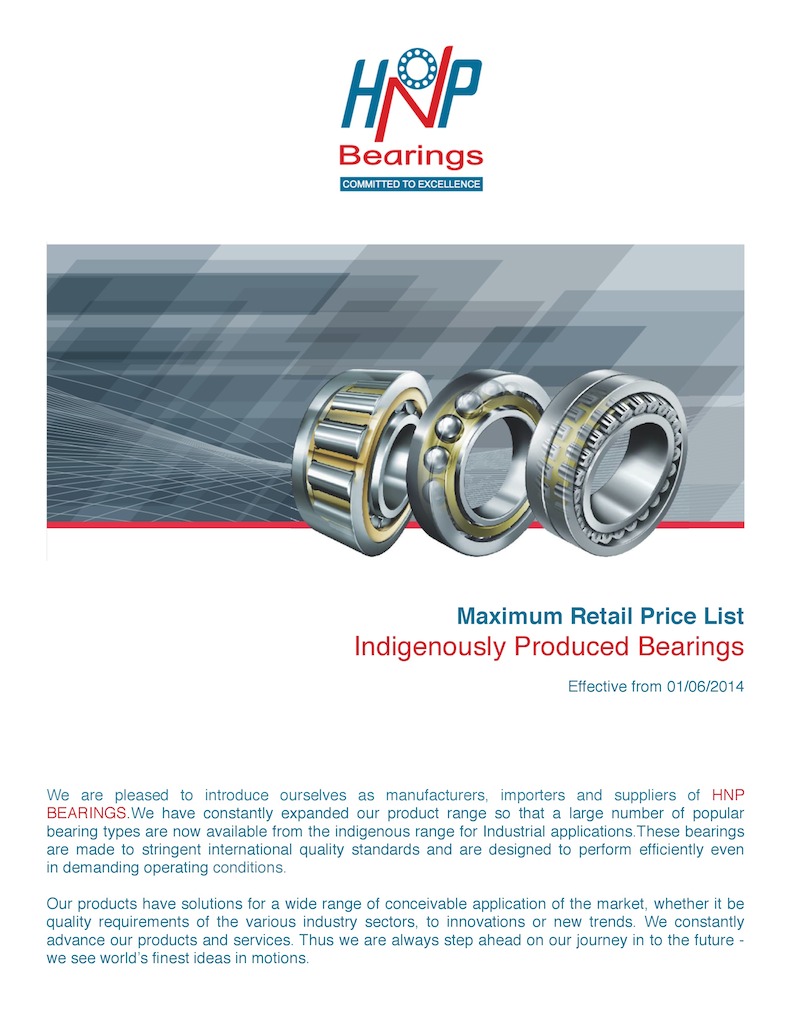 HNP
Bearings
COMMITTED TO EXCELLENCE
Maximum Retail Price List
Indigenously Produced Bearings
Effective from 01/06/2014
We are pleased to introduce ourselves as manufacturers, importers and suppliers of HNP
BEARINGS.We have constantly expanded our product range so that a large number of popular
bearing types are now available from the indigenous range for Industrial applications.These bearings
are made to stringent international quality standards and are designed to perform efficiently even
in demanding operating conditions.
Our products have solutions for a wide range of conceivable application of the market, whether it be
quality requirements of the various industry sectors, to innovations or new trends. We constantly
advance our products and services. Thus we are always step ahead on our journey in to the future -
we see world's finest ideas in motions.